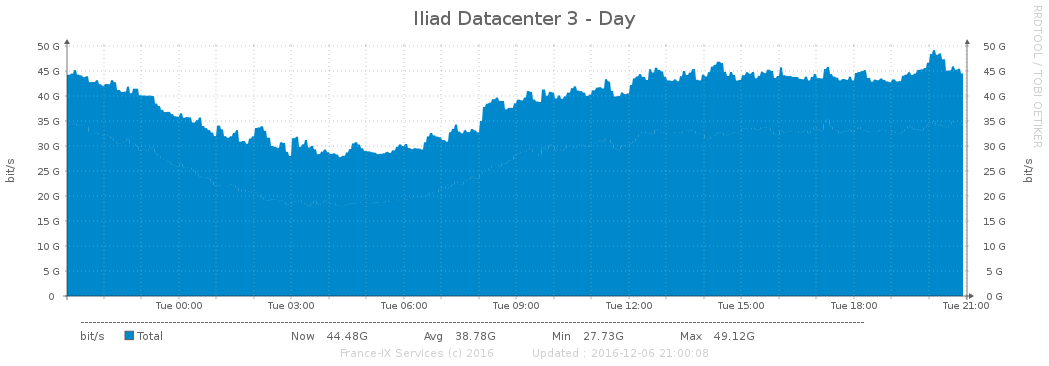 Iliad Datacenter 3 - Day
RRDTOOL / TOBI OETIKER
50 G 50 G
45 G 45 G
40 G 40 G
35 G 35 G
30 G 30 G
25 G 25 G
20 G 20 G
15 G 15 G
10 G 10 G
5 G 5 G
0 0 G
bit/s bit/s
Tue 00:00 Tue 03:00 Tue 06:00 Tue 09:00 Tue 12:00 Tue 15:00 Tue 18:00 Tue 21:00
bit/s Total Now 44.48G Avg 38.78G Min 27.73G Max 49.12G
France-IX Services (c) 2016 Updated : 2016-12-06 21:00:08